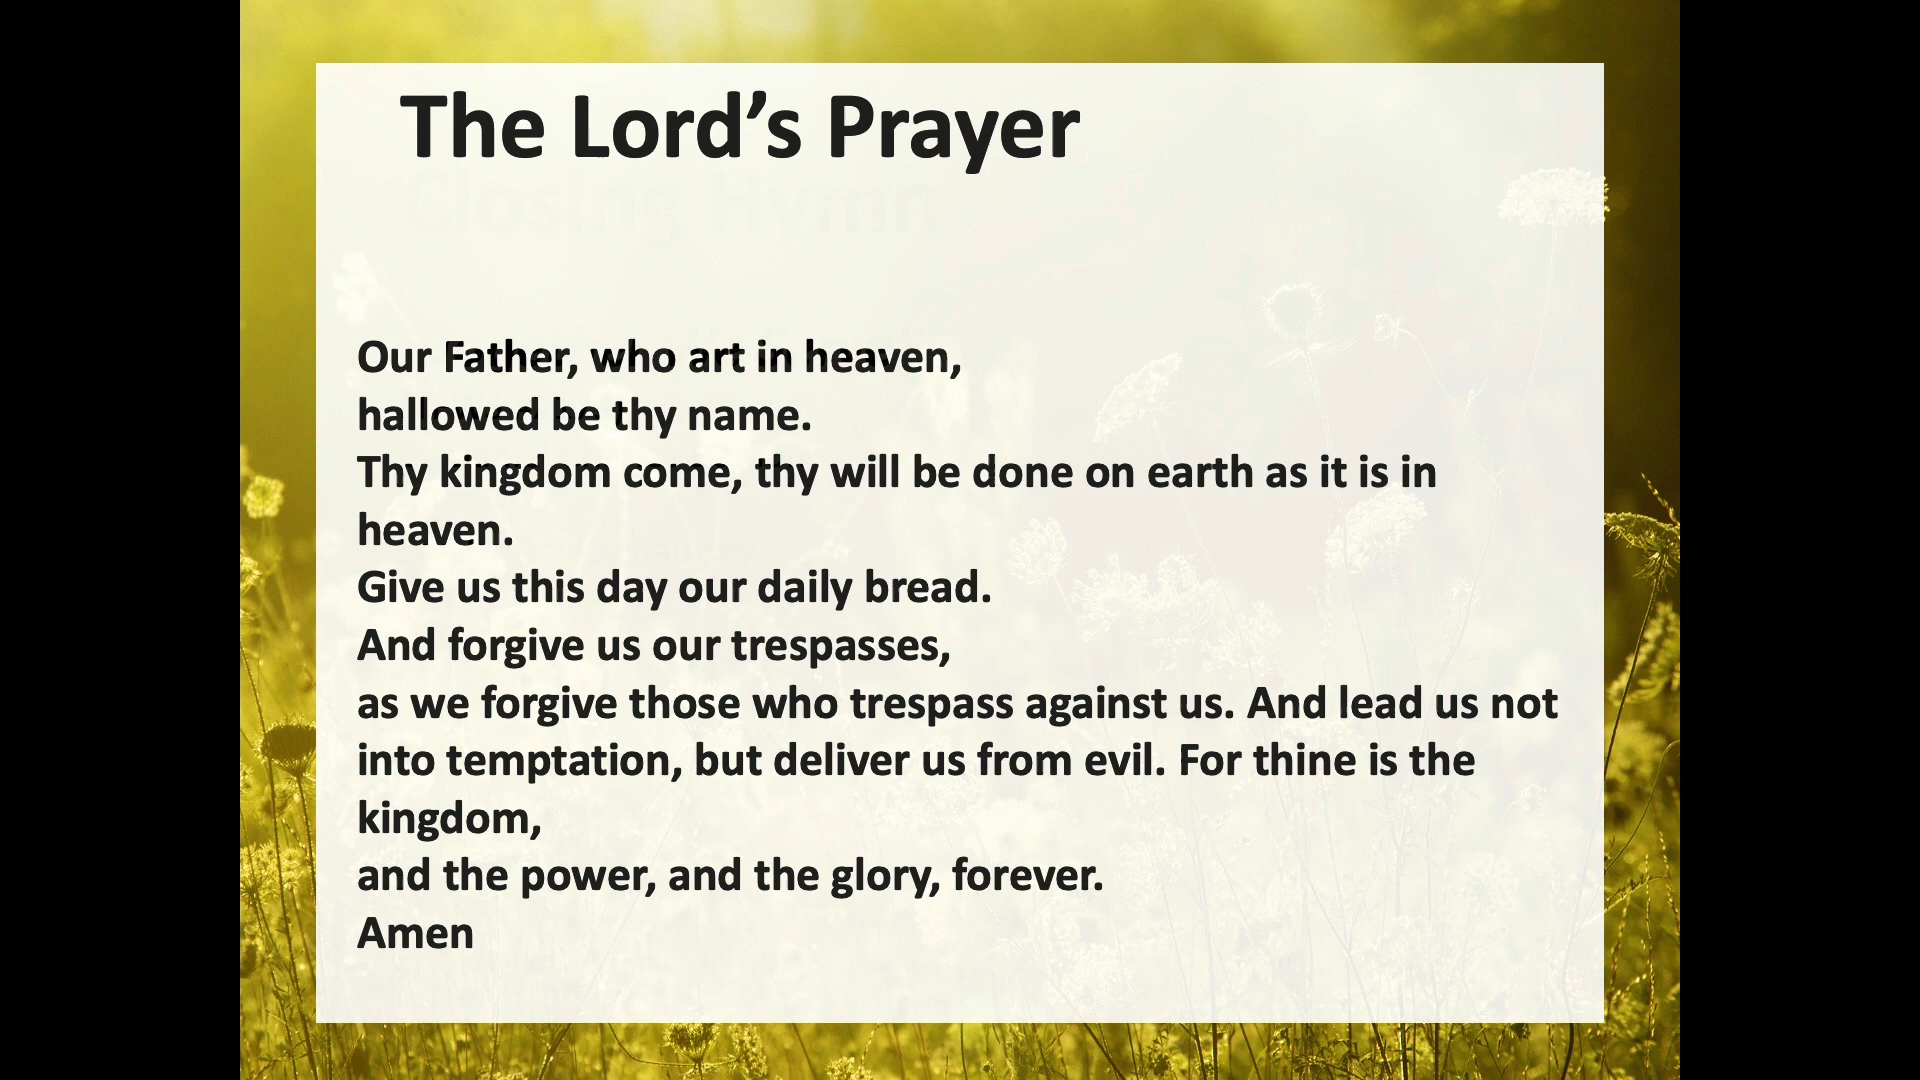 The Lord’s Prayer
Closing Hymn
Our Father, who art in heaven,
hallowed be thy name.
Thy kingdom come, thy will be done on earth as it is in
heaven.
Give us this day our daily bread.
And forgive us our trespasses,
as we forgive those who trespass against us. And lead us not
into temptation, but deliver us from evil. For thine is the
kingdom,
and the power, and the glory, forever.
Amen